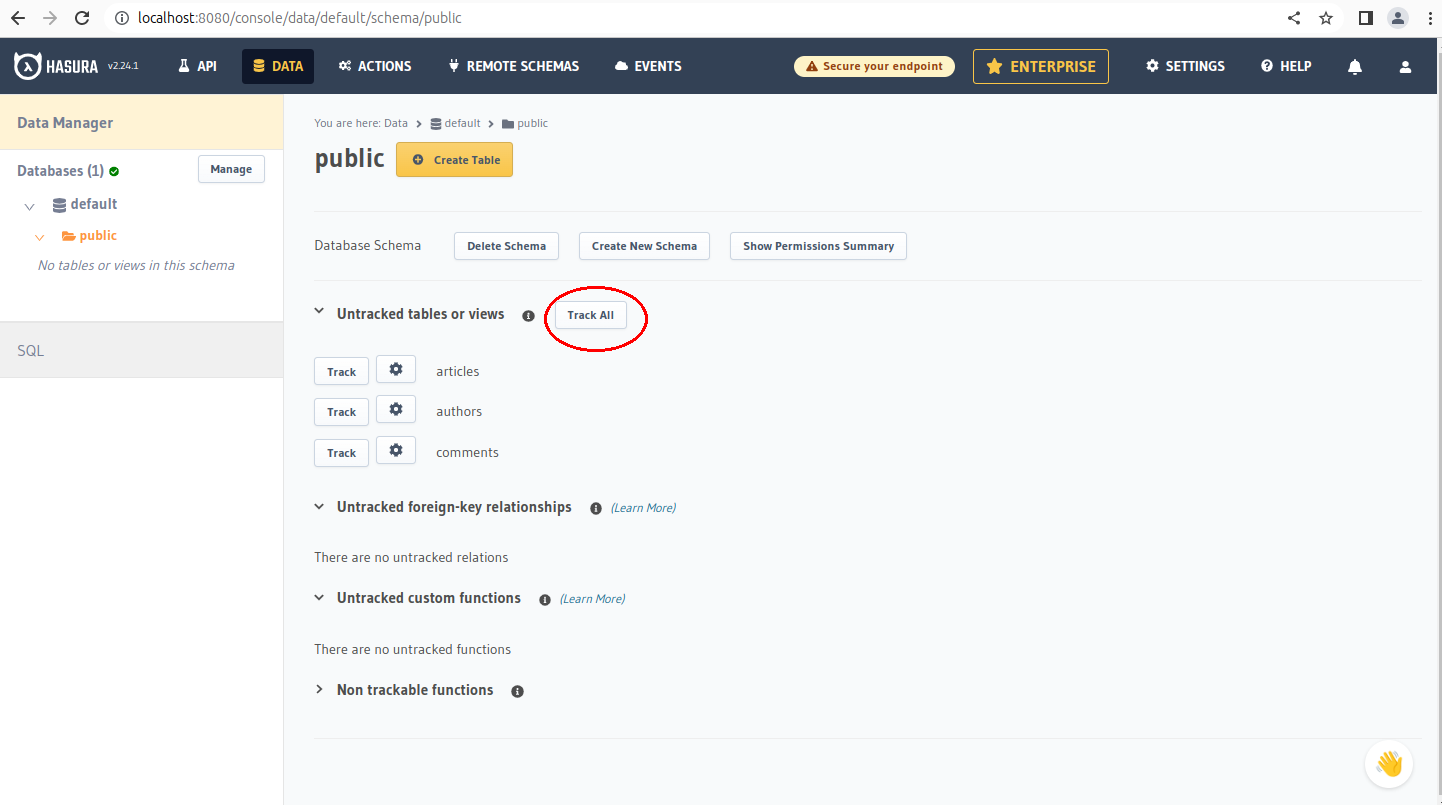 localhost:8080/console/data/default/schema/public
HASURA v2.24.1 API DATA ACTIONS REMOTE SCHEMAS EVENTS Secure your endpoint ENTERPRISE SETTINGS HELP
Data Manager
Databases (1) Manage
default
public
No tables or views in this schema
SQL
You are here: Data > default > public
public Create Table
Database Schema Delete Schema Create New Schema Show Permissions Summary
Untracked tables or views Track All
Track articles
Track authors
Track comments
Untracked foreign-key relationships (Learn More)
There are no untracked relations
Untracked custom functions (Learn More)
There are no untracked functions
Non trackable functions